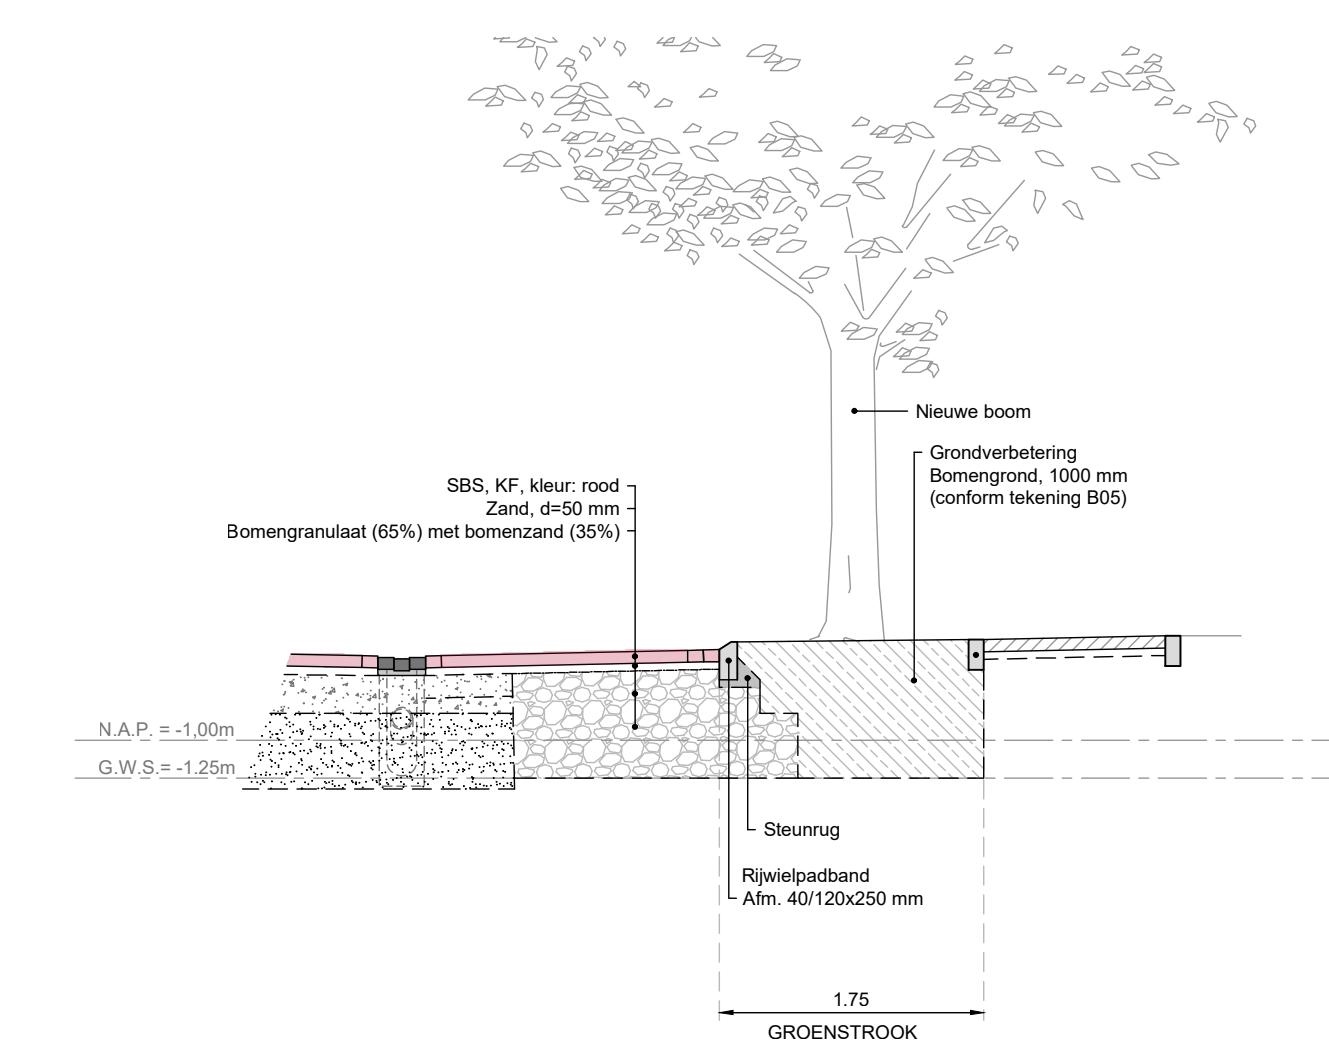 Nieuwe boom
Grondverbetering
Bomengrond, 1000 mm
(conform tekening B05)
SBS, KF, kleur: rood
Zand, d=50 mm
Bomengranulaat (65%) met bomenzand (35%)
N.A.P. = -1,00m
G.W.S.= -1.25m
Steunrug
Rijwielpadband
Afm. 40/120x250 mm
1.75
GROENSTROOK